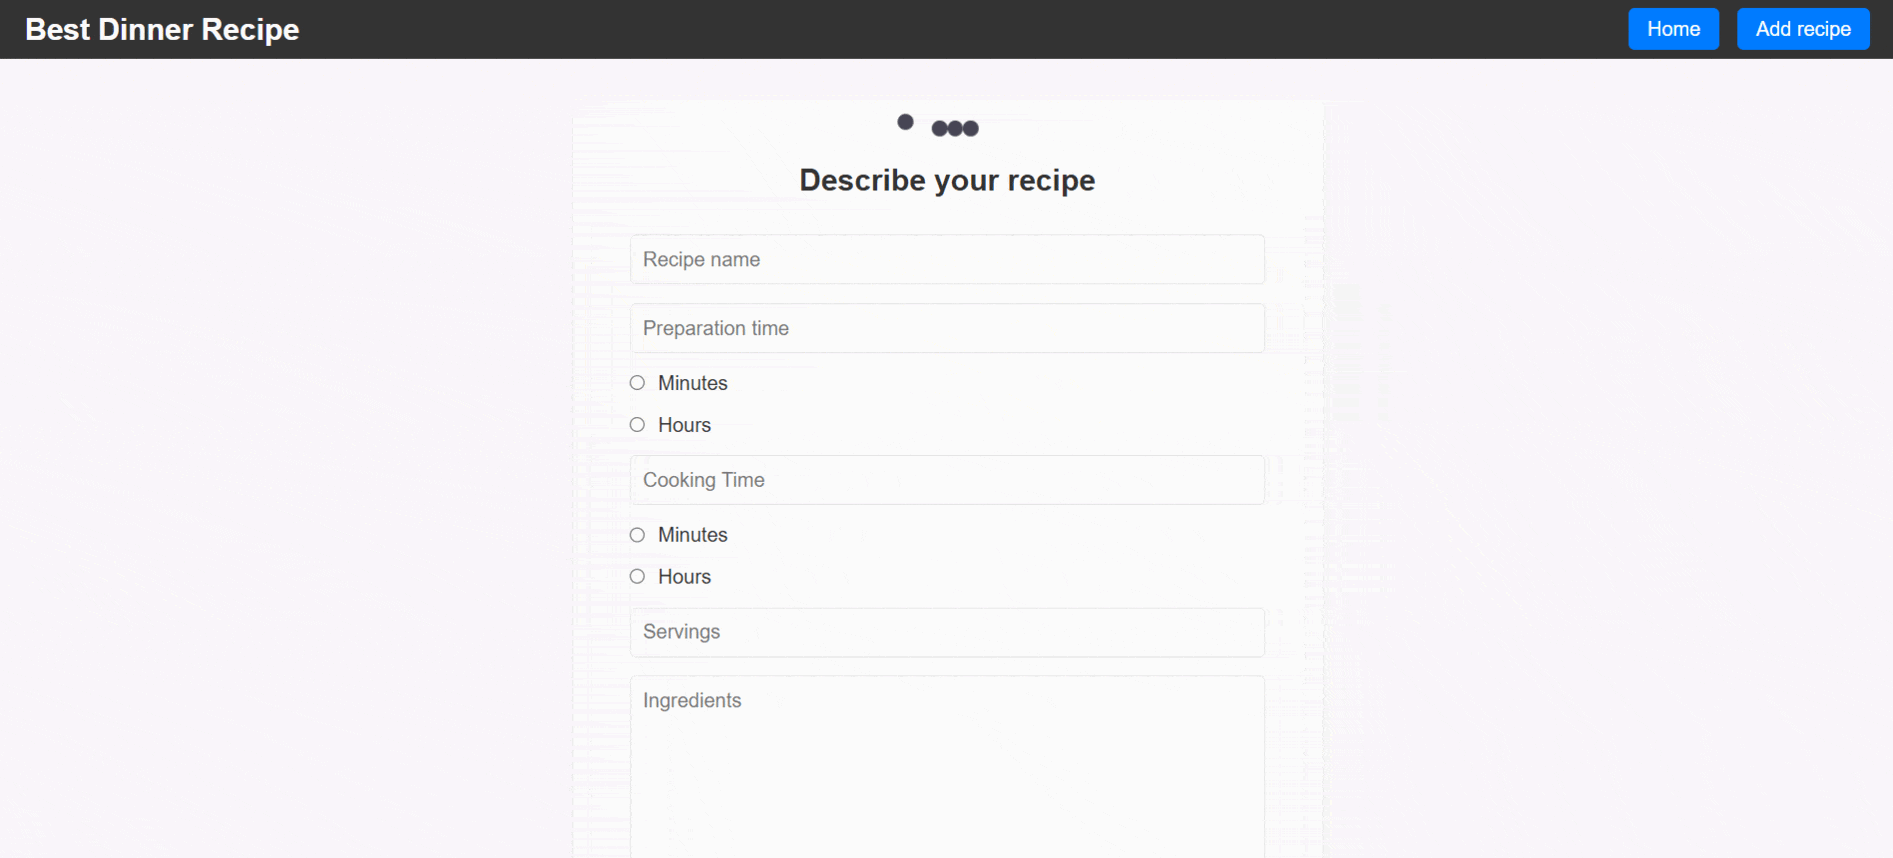 Best Dinner Recipe
Home
Add recipe
Describe your recipe
Recipe name
Preparation time
Minutes
Hours
Cooking Time
Minutes
Hours
Servings
Ingredients